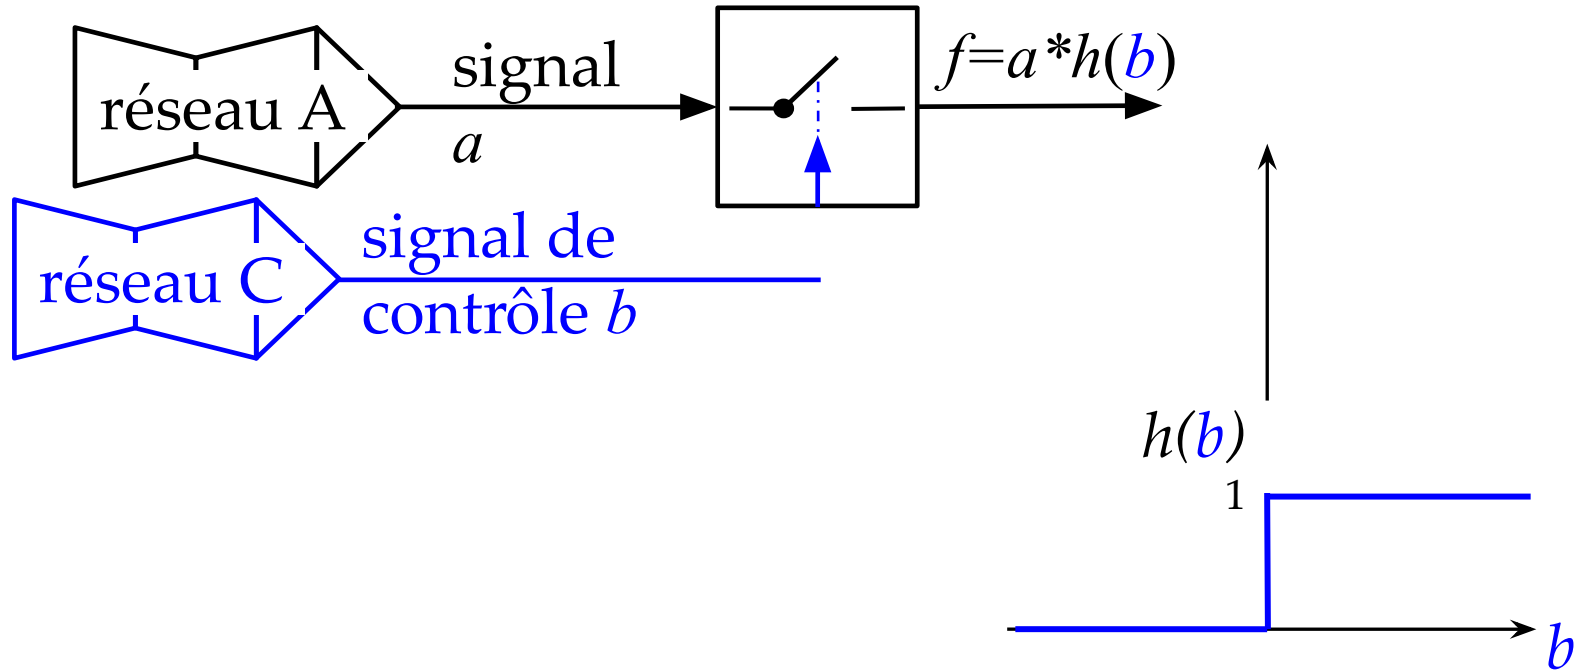 réseau A
signal
a
f=a*h(b)
réseau C
signal de
contrôle b
h(b)
1
b